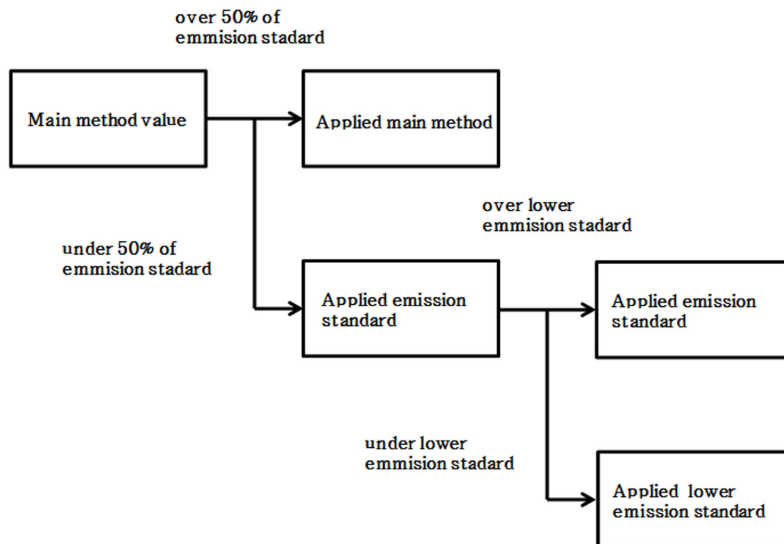 over 50% of
emmision stadard
Main method value
Applied main method
over lower
emmision stadard
under 50% of
emmision stadard
Applied emission
standard
Applied emission
standard
under lower
emmision stadard
Applied lower
emission standard